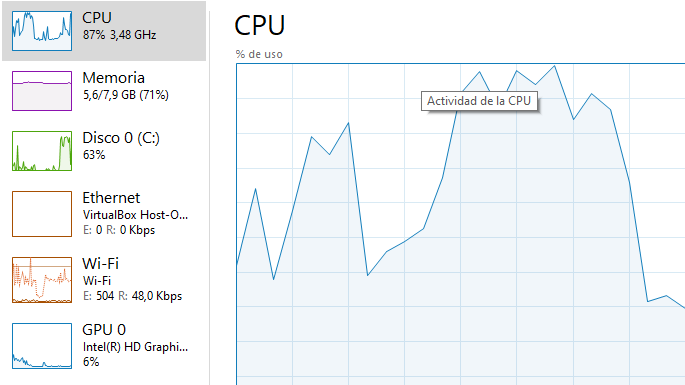 CPU
87% 3,48 GHz
Memoria
5,6/7,9 GB (71%)
Disco 0 (C:)
63%
Ethernet
VirtualBox Host-O...
E: 0 R: 0 Kbps
Wi-Fi
Wi-Fi
E: 504 R: 48,0 Kbps
GPU 0
Intel(R) HD Graphi...
6%
CPU
% de uso
Actividad de la CPU